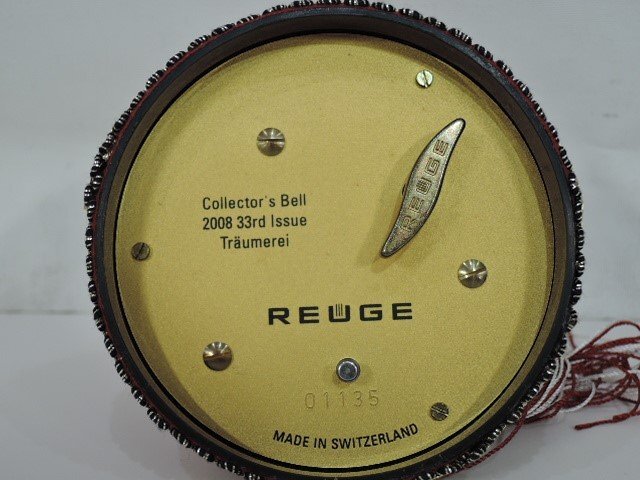 REUGE
Collector's Bell
2008 33rd Issue
Träumerei
REUGE
01135
MADE IN SWITZERLAND